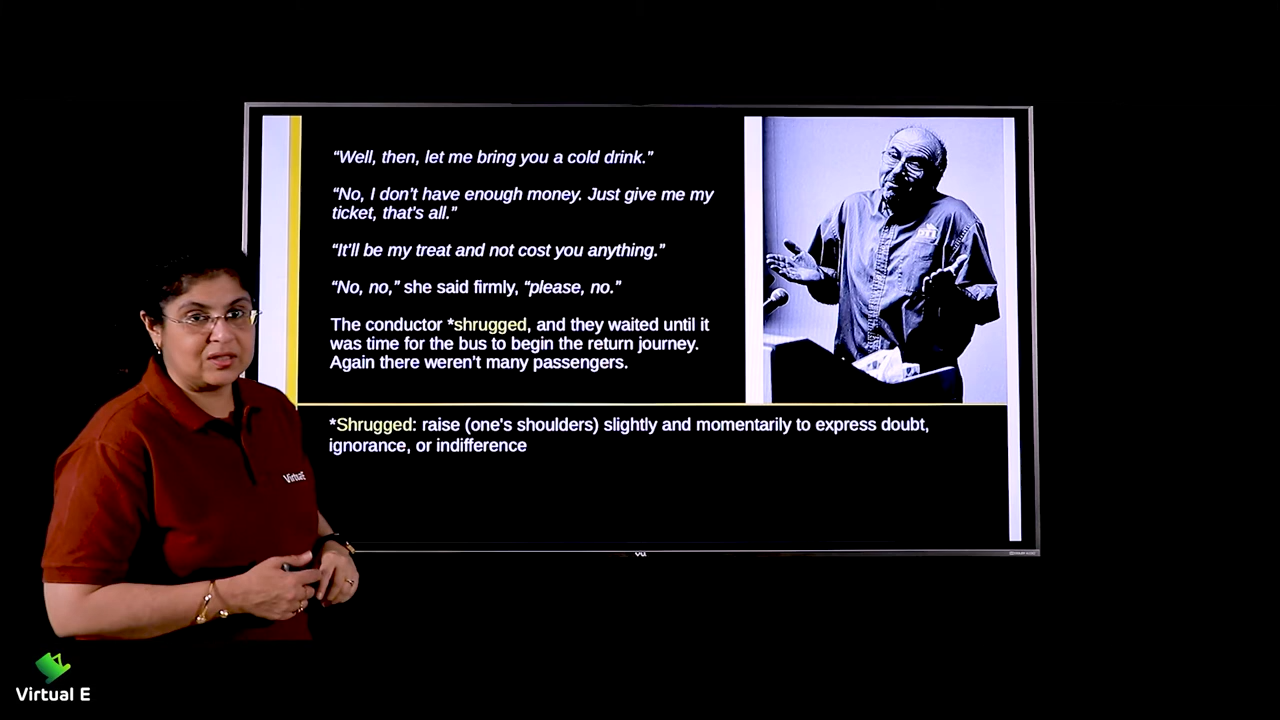 “Well, then, let me bring you a cold drink.”
“No, I don’t have enough money. Just give me my
ticket, that’s all.”
“It’ll be my treat and not cost you anything.”
“No, no,” she said firmly, “please, no.”
The conductor *shrugged, and they waited until it
was time for the bus to begin the return journey.
Again there weren’t many passengers.
*Shrugged: raise (one's shoulders) slightly and momentarily to express doubt,
ignorance, or indifference
VirtualE
Virtual E